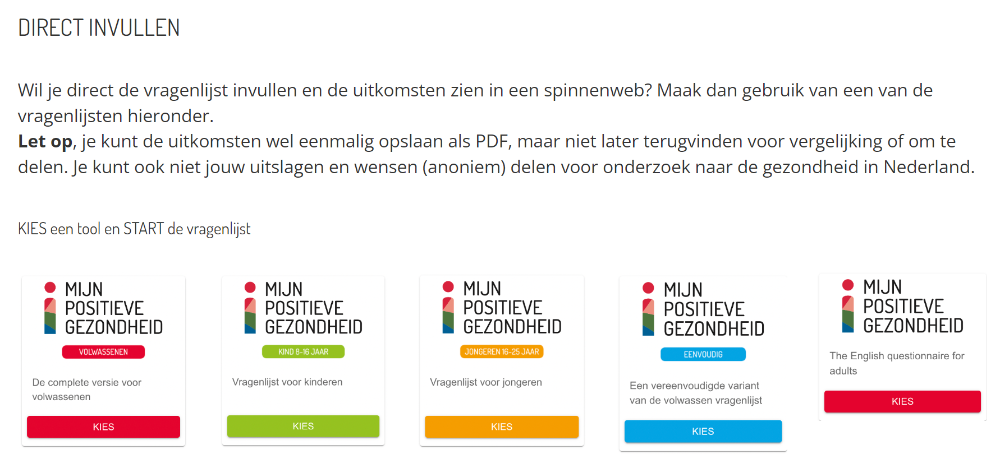 DIRECT INVULLEN
Wil je direct de vragenlijst invullen en de uitkomsten zien in een spinnenweb? Maak dan gebruik van een van de
vragenlijsten hieronder.
Let op, je kunt de uitkomsten wel eenmalig opslaan als PDF, maar niet later terugvinden voor vergelijking of om te
delen. Je kunt ook niet jouw uitslagen en wensen (anoniem) delen voor onderzoek naar de gezondheid in Nederland.
KIES een tool en START de vragenlijst
MIJN
POSITIEVE
GEZONDHEID
VOLWASSENEN
De complete versie voor
volwassenen
KIES
MIJN
POSITIEVE
GEZONDHEID
KIND 8-16 JAAR
Vragenlijst voor kinderen
KIES
MIJN
POSITIEVE
GEZONDHEID
JONGEREN 16-25 JAAR
Vragenlijst voor jongeren
KIES
MIJN
POSITIEVE
GEZONDHEID
EENVOUDIG
Een vereenvoudigde variant
van de volwassen vragenlijst
KIES
MIJN
POSITIEVE
GEZONDHEID
The English questionnaire for
adults
KIES